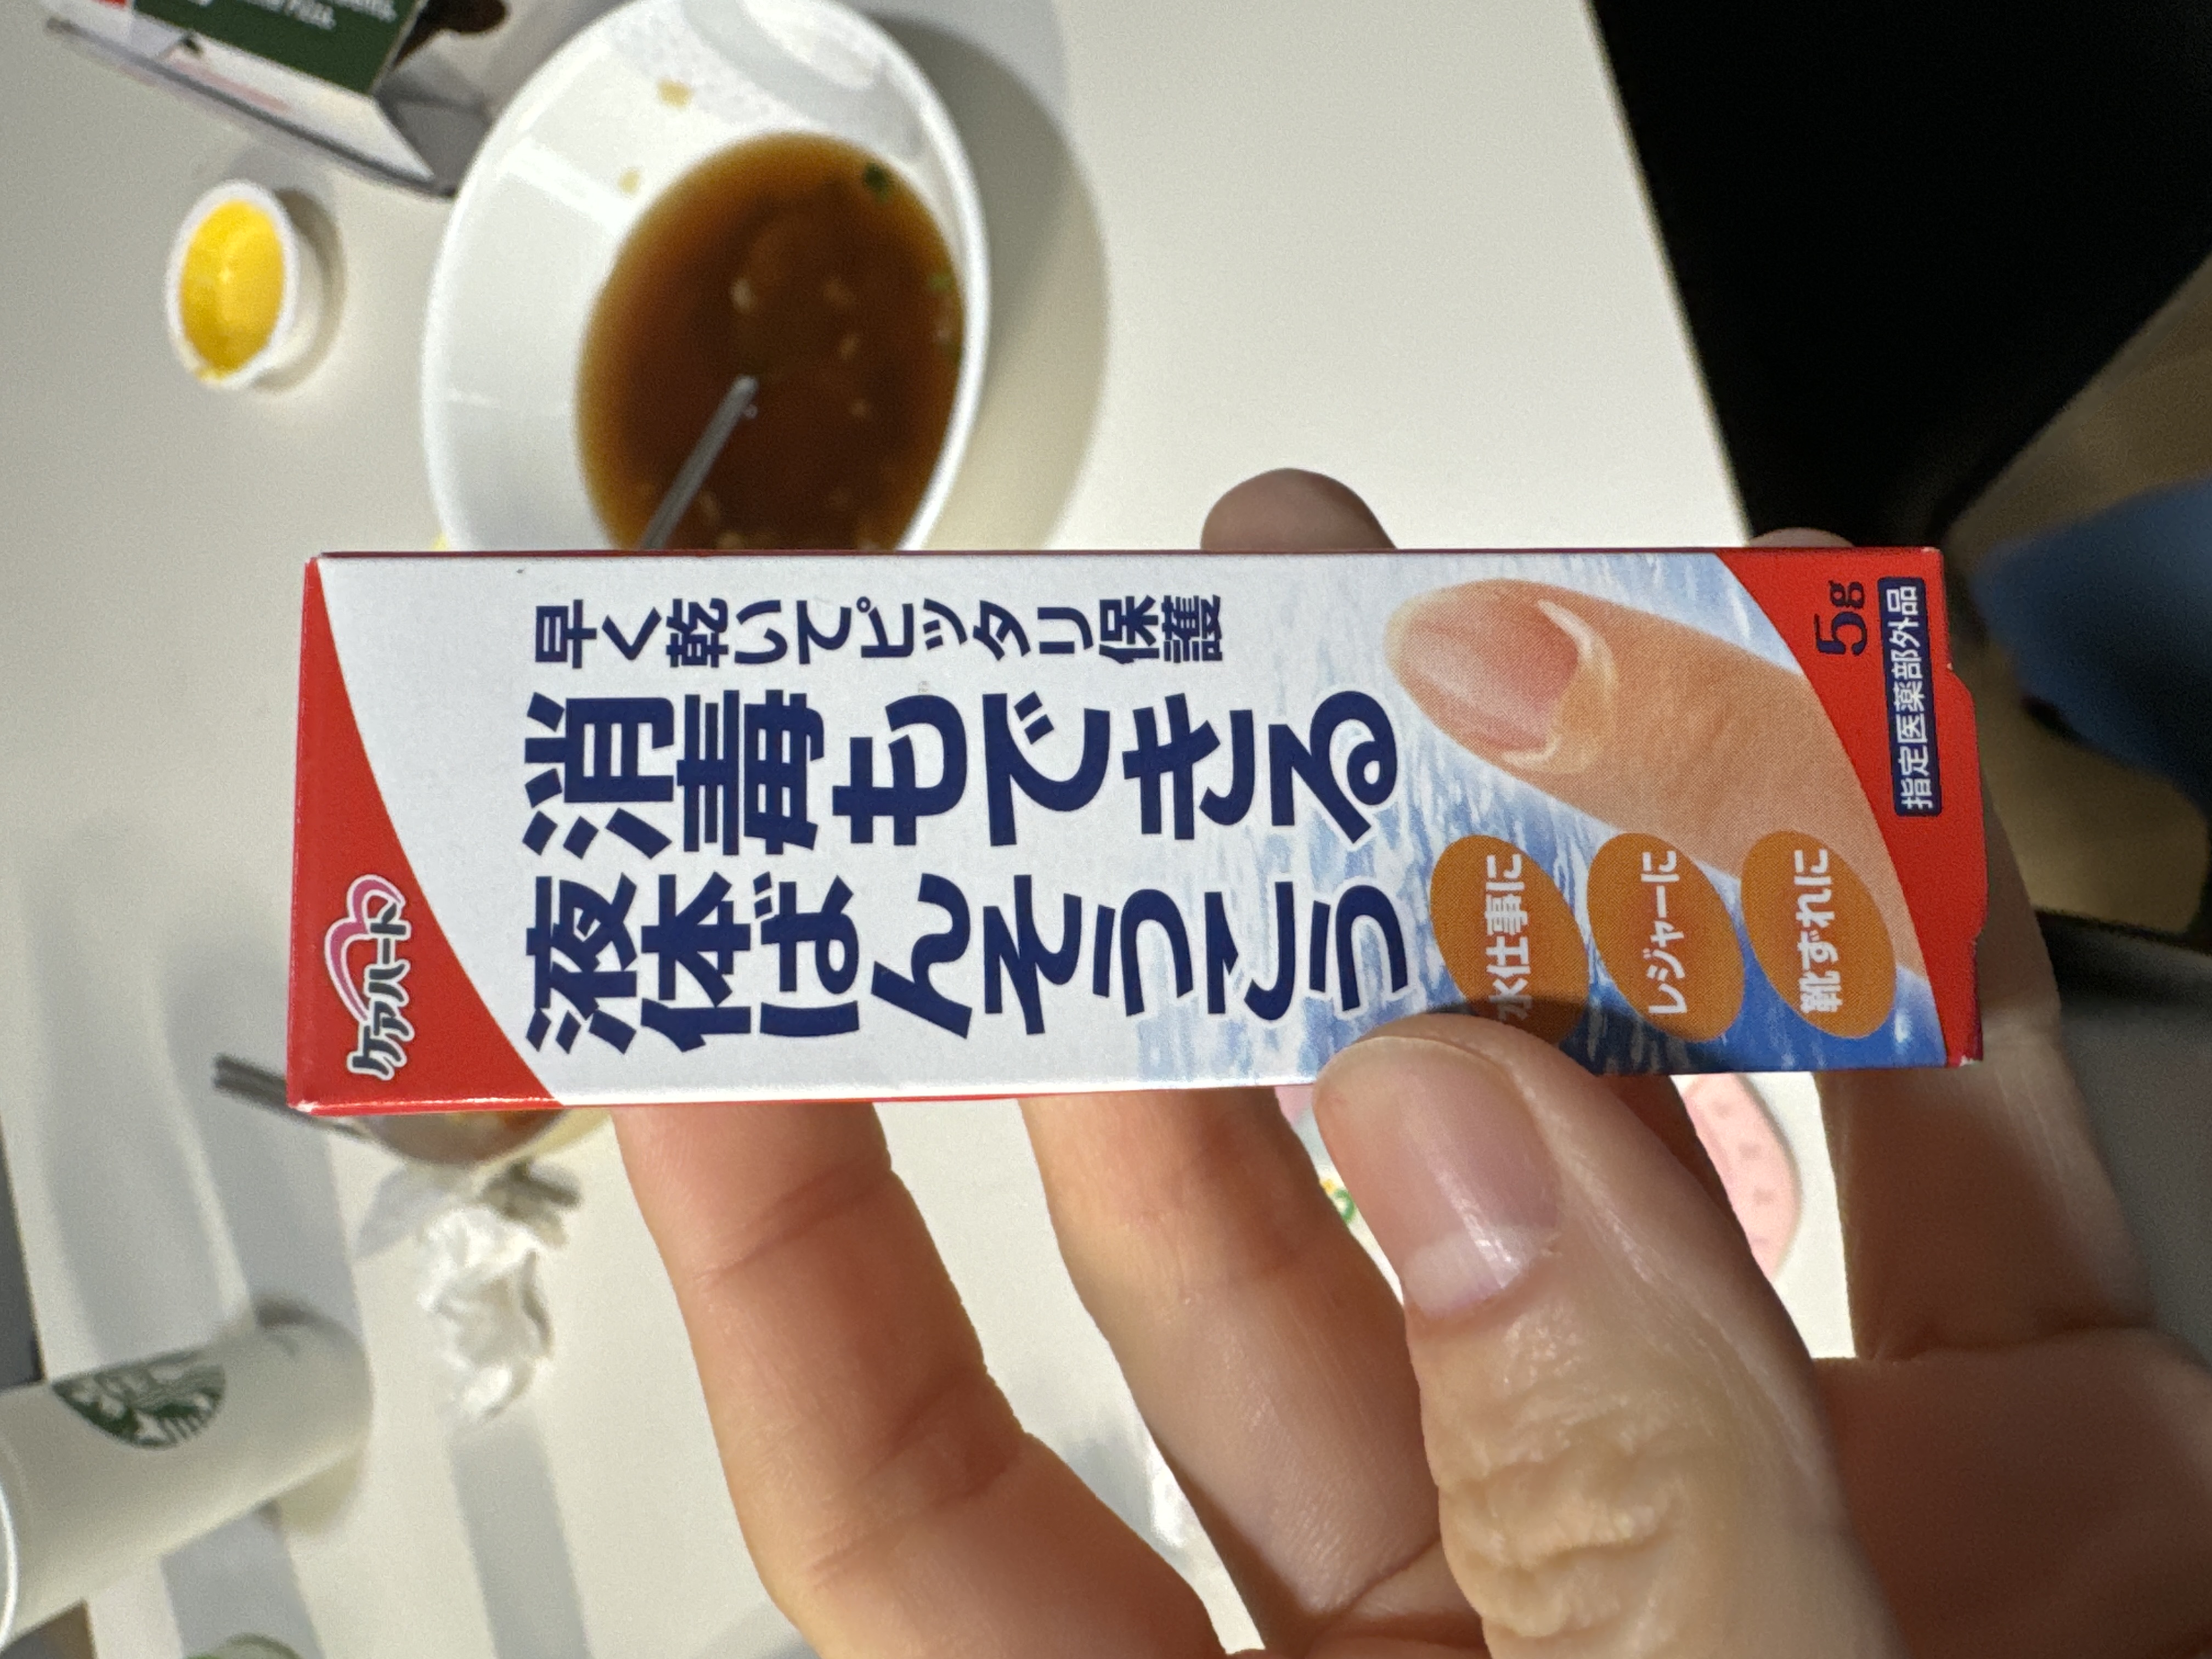 ケアハート
早く乾いてピッタリ保護
消毒もできる
液体ばんそうこう
水仕事に
レジャーに
靴ずれに
5g
指定医薬部外品